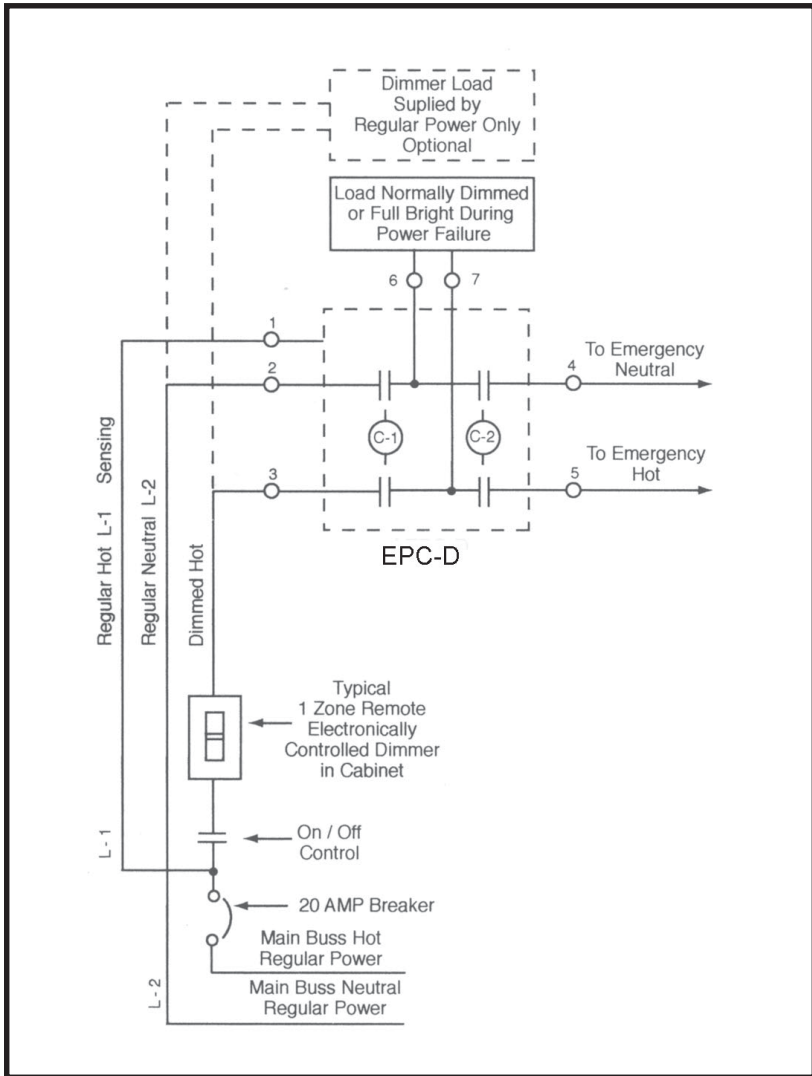 Dimmer Load
Suplied by
Regular Power Only
Optional
Load Normally Dimmed
or Full Bright During
Power Failure
6
7
1
2
3
4
5
To Emergency
Neutral
C-1
C-2
To Emergency
Hot
EPC-D
Regular Hot L-1 Sensing
Regular Neutral L-2
Dimmed Hot
Typical
1 Zone Remote
Electronically
Controlled Dimmer
in Cabinet
L-1
On / Off
Control
20 AMP Breaker
Main Buss Hot
Regular Power
L-2
Main Buss Neutral
Regular Power